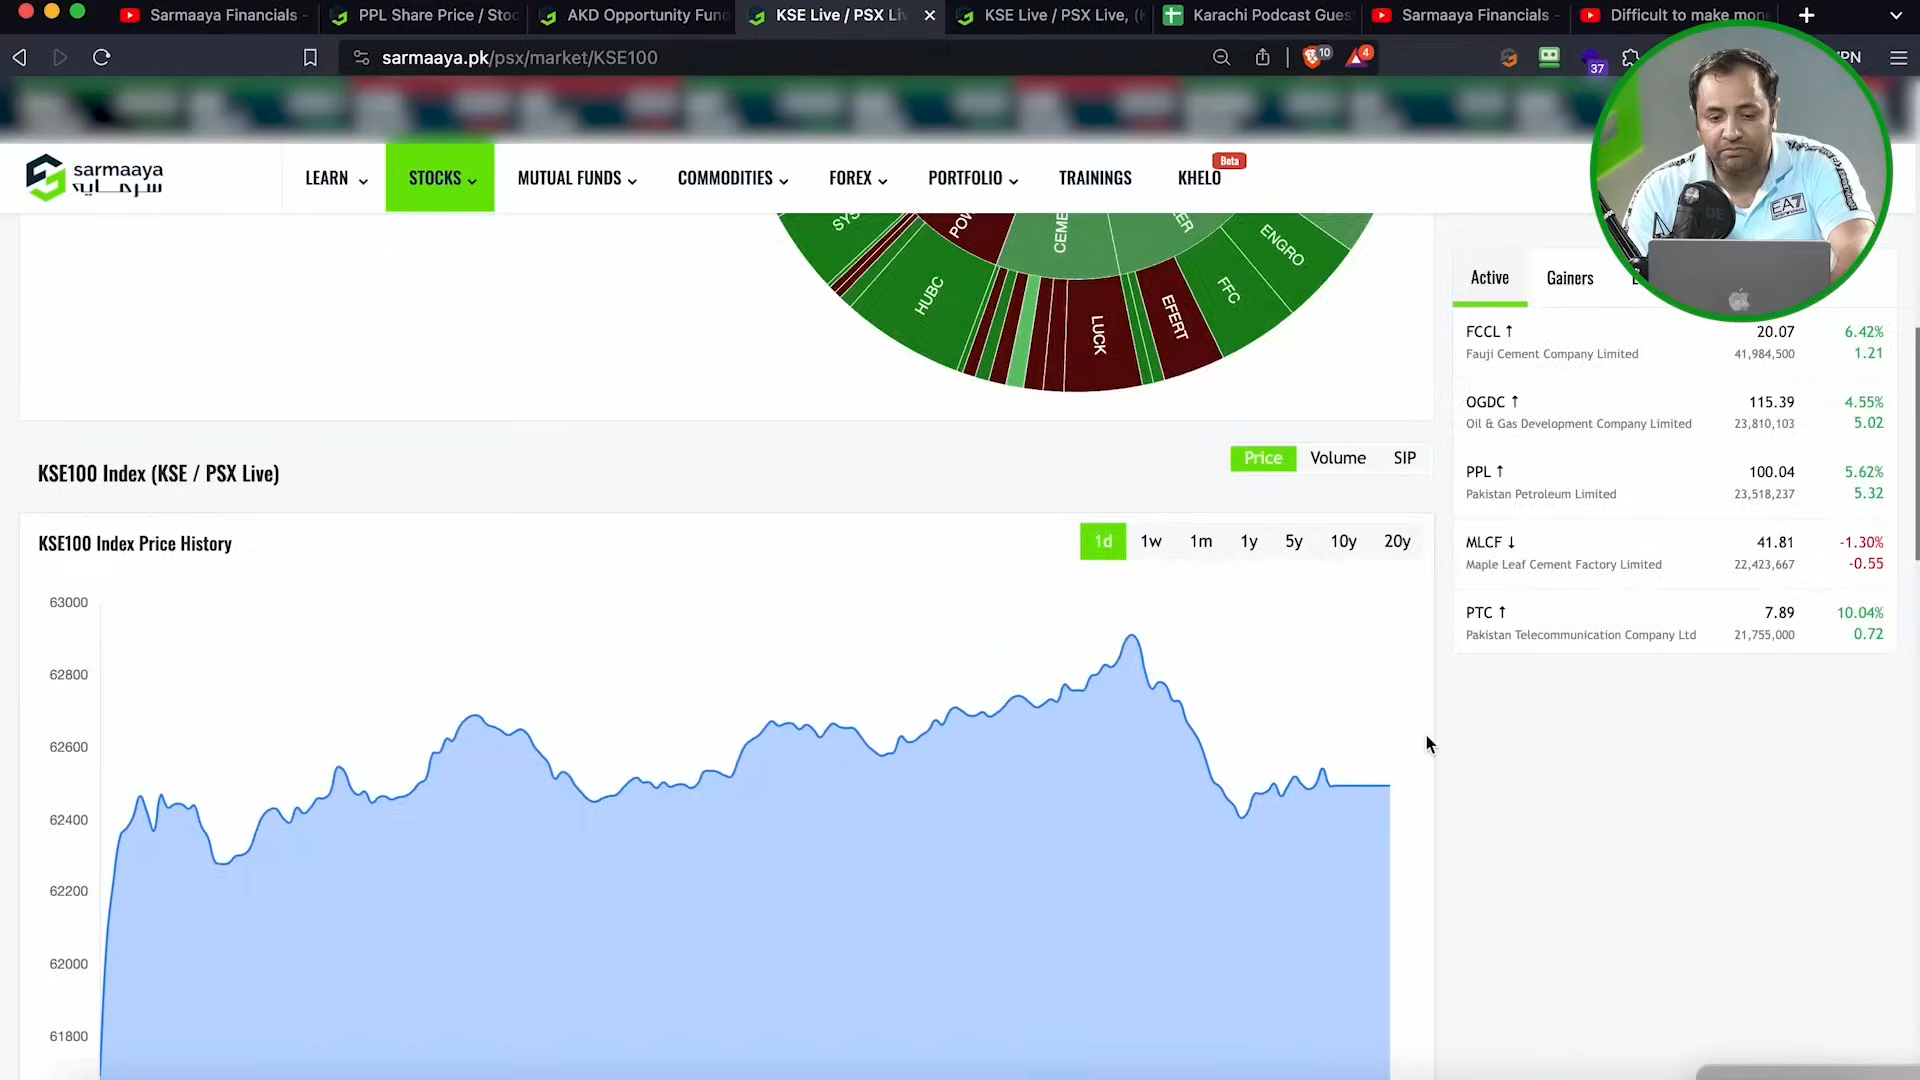 Sarmaaya Financials -
PPL Share Price / Stoc
AKD Opportunity Fun
KSE Live / PSX Li
KSE Live / PSX Live, (
Karachi Podcast Gues
Sarmaaya Financials -
Difficult to make mon
sarmaaya.pk/psx/market/KSE100
10
4
37
VPN
sarmaaya
سرمایہ
LEARN
STOCKS
MUTUAL FUNDS
COMMODITIES
FOREX
PORTFOLIO
TRAININGS
KHELO
Beta
SYS
POW
CEME
ER
ENGRO
HUBC
LUCK
EFERT
FFC
EA7
Active
Gainers
FCCL ↑ 20.07 6.42%
Fauji Cement Company Limited 41,984,500 1.21
OGDC ↑ 115.39 4.55%
Oil & Gas Development Company Limited 23,810,103 5.02
PPL ↑ 100.04 5.62%
Pakistan Petroleum Limited 23,518,237 5.32
MLCF ↓ 41.81 -1.30%
Maple Leaf Cement Factory Limited 22,423,667 -0.55
PTC ↑ 7.89 10.04%
Pakistan Telecommunication Company Ltd 21,755,000 0.72
KSE100 Index (KSE / PSX Live)
Price Volume SIP
KSE100 Index Price History
1d 1w 1m 1y 5y 10y 20y
63000
62800
62600
62400
62200
62000
61800